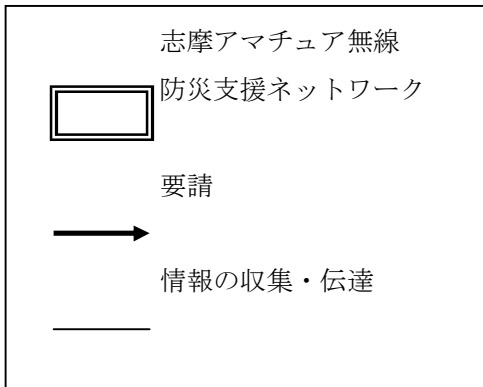 志摩アマチュア無線
防災支援ネットワーク
要請
情報の収集・伝達